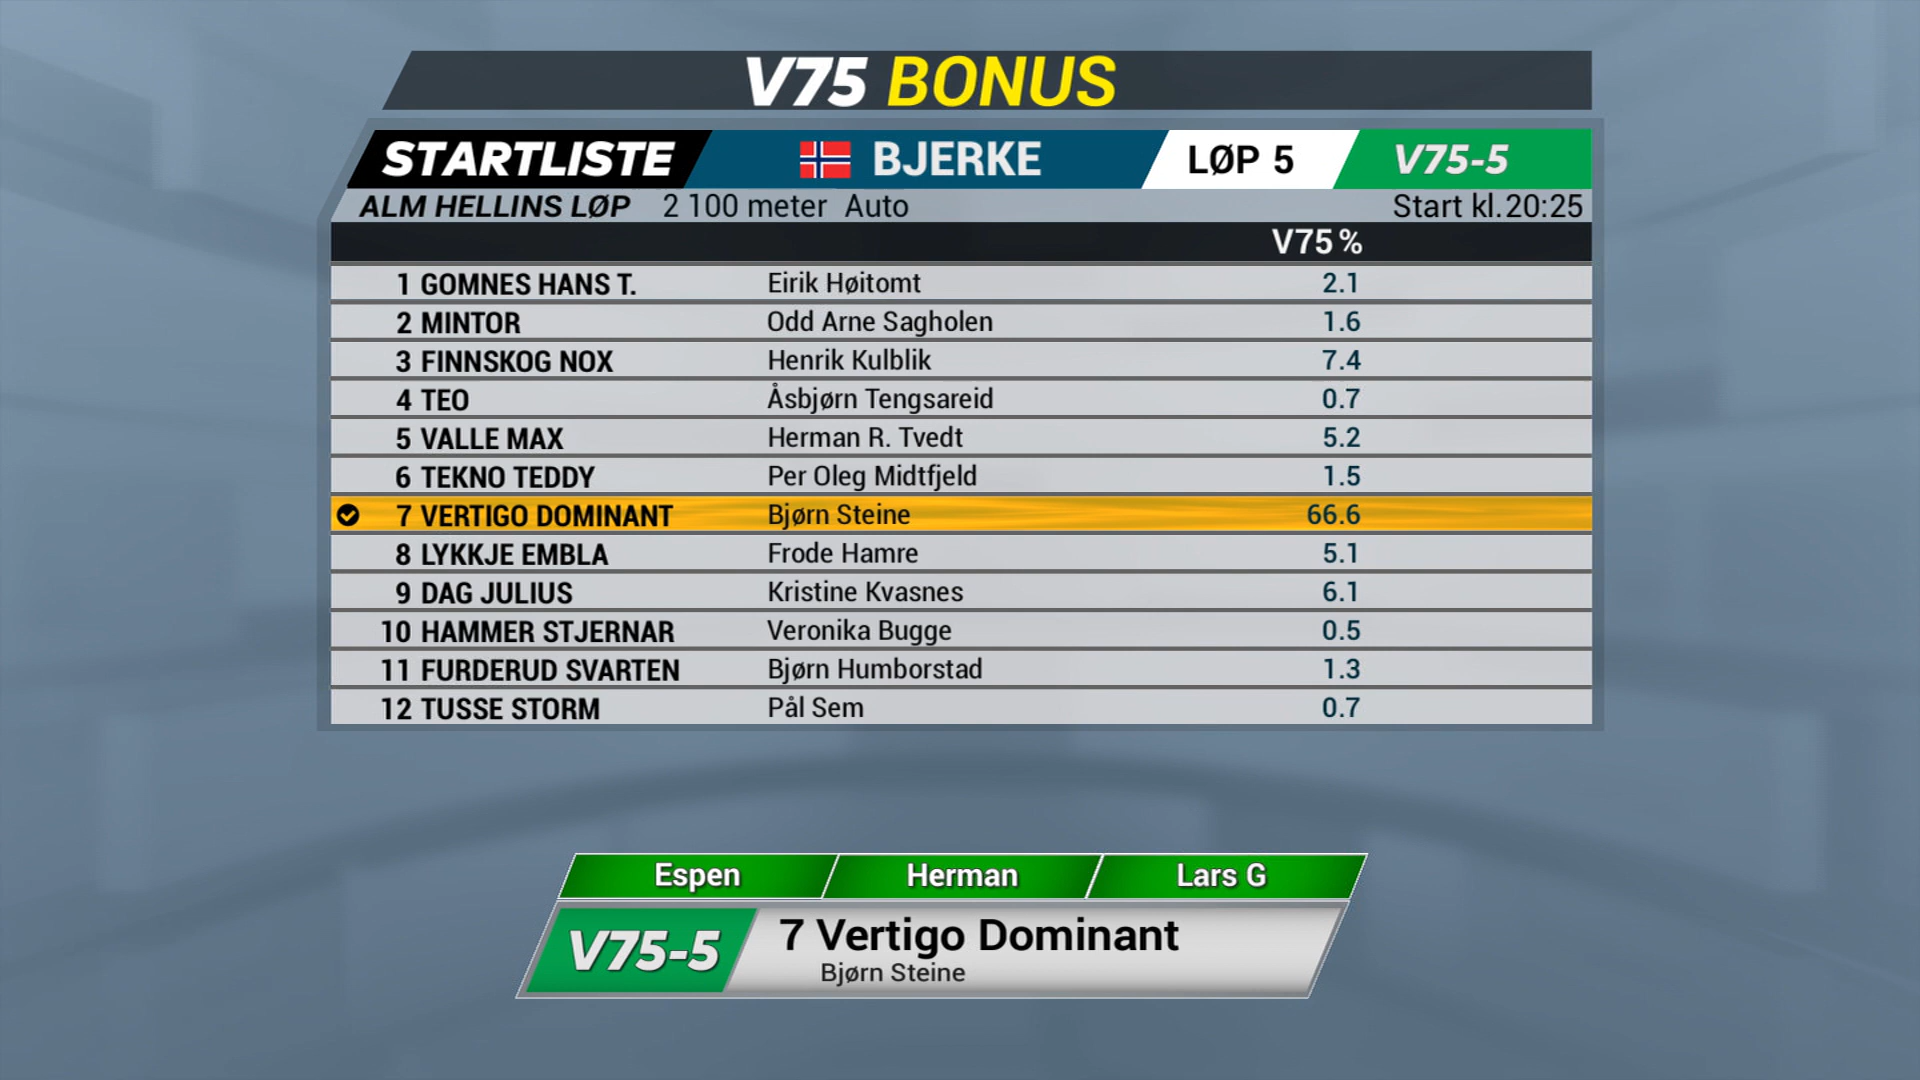 V75 BONUS
STARTLISTE BJERKE LØP 5 V75-5
ALM HELLINS LØP 2 100 meter Auto Start kl.20:25
V75%
1 GOMNES HANS T. Eirik Høitomt 2.1
2 MINTOR Odd Arne Sagholen 1.6
3 FINNSKOG NOX Henrik Kulblik 7.4
4 TEO Åsbjørn Tengsareid 0.7
5 VALLE MAX Herman R. Tvedt 5.2
6 TEKNO TEDDY Per Oleg Midtfjeld 1.5
7 VERTIGO DOMINANT Bjørn Steine 66.6
8 LYKKJE EMBLA Frode Hamre 5.1
9 DAG JULIUS Kristine Kvasnes 6.1
10 HAMMER STJERNAR Veronika Bugge 0.5
11 FURDERUD SVARTEN Bjørn Humborstad 1.3
12 TUSSE STORM Pål Sem 0.7
Espen Herman Lars G
V75-5 7 Vertigo Dominant
Bjørn Steine